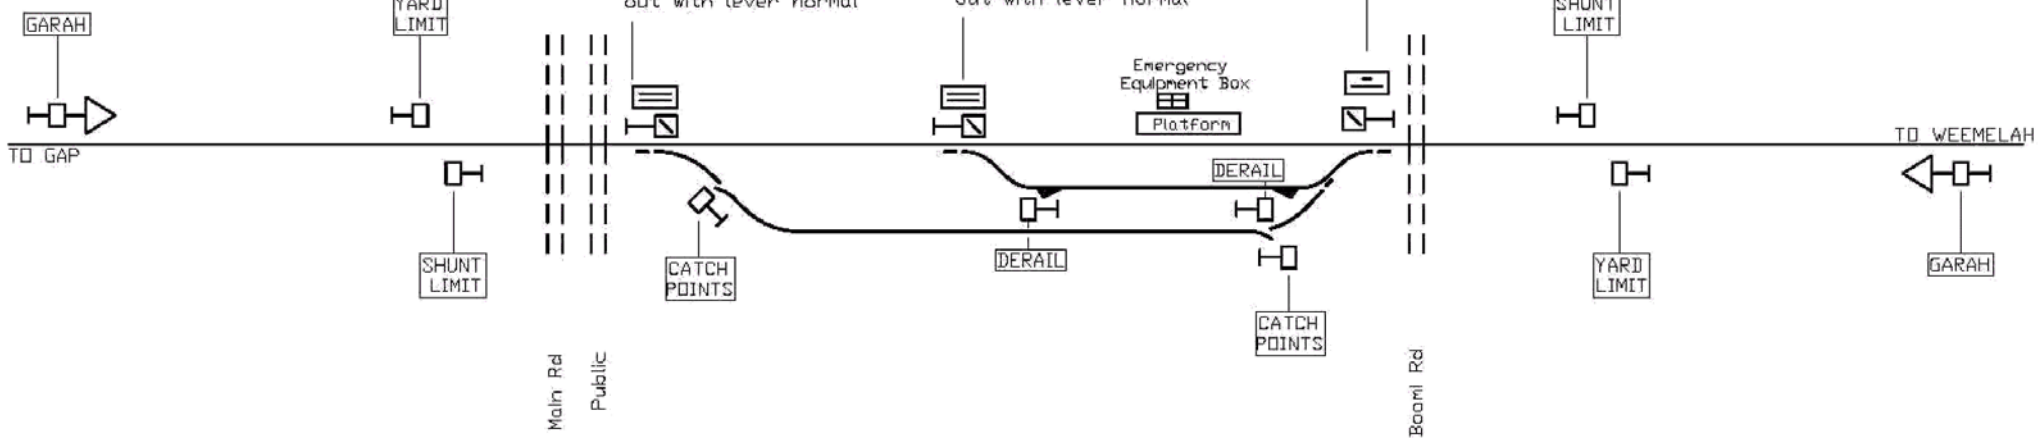 YARD
LIMIT
out with lever normal
out with lever normal
SHUNT
LIMIT
GARAH
Emergency
Equipment Box
Platform
TO GAP
TO WEEMELAH
DERAIL
SHUNT
LIMIT
CATCH
POINTS
DERAIL
YARD
LIMIT
GARAH
CATCH
POINTS
Main Rd
Public
Boomi Rd